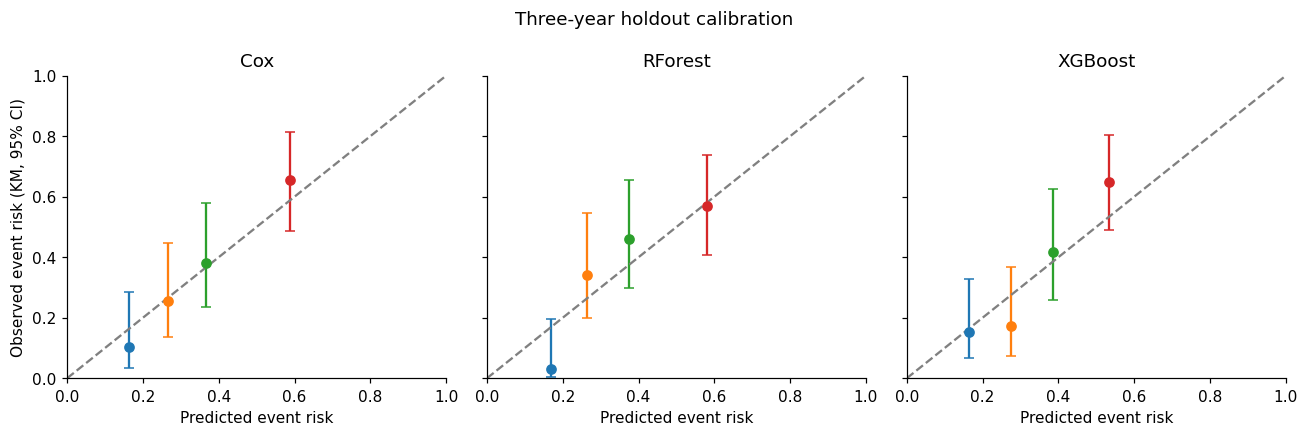 Three-year holdout calibration
Cox
RForest
XGBoost
Observed event risk (KM, 95% CI)
1.0
0.8
0.6
0.4
0.2
0.0
0.0 0.2 0.4 0.6 0.8 1.0
0.0 0.2 0.4 0.6 0.8 1.0
0.0 0.2 0.4 0.6 0.8 1.0
Predicted event risk
Predicted event risk
Predicted event risk